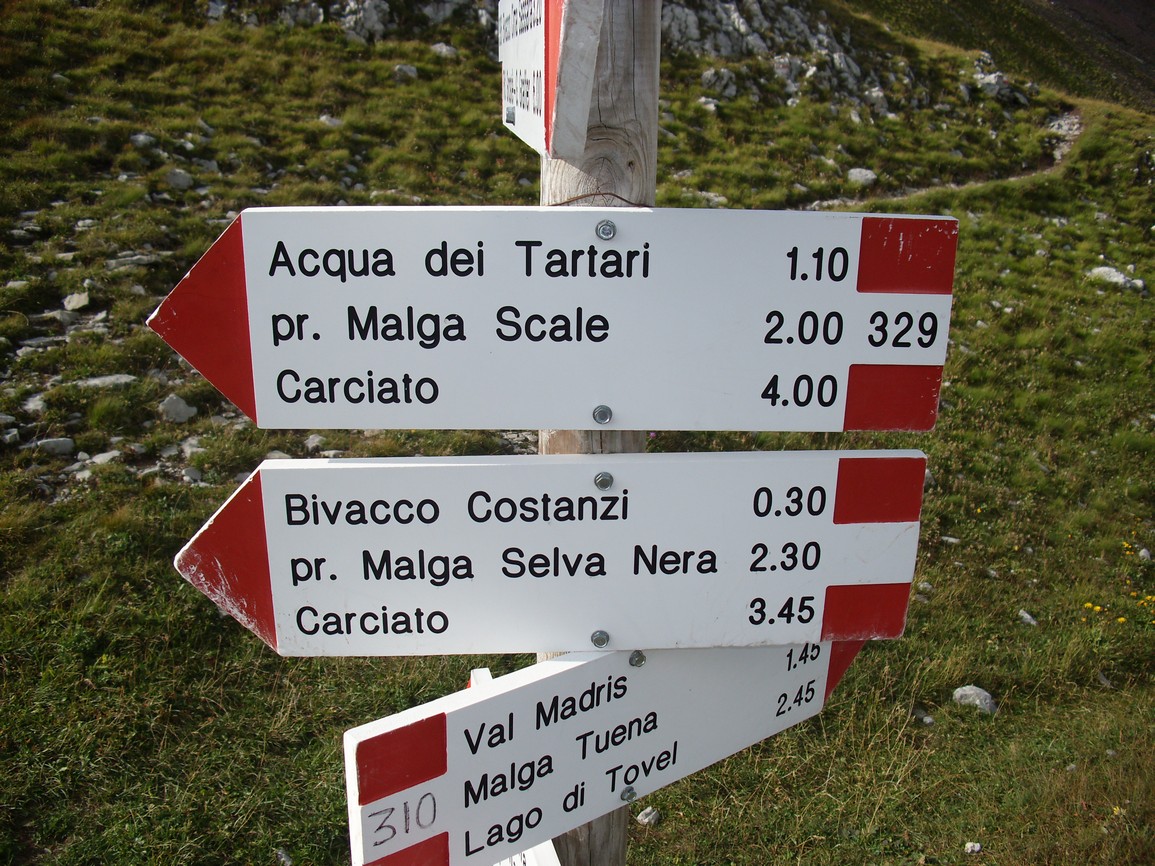 Acqua dei Tartari 1.10
pr. Malga Scale 2.00 329
Carciato 4.00
Bivacco Costanzi 0.30
pr. Malga Selva Nera 2.30
Carciato 3.45
Val Madris 1.45
Malga Tuena 2.45
310
Lago di Tovel